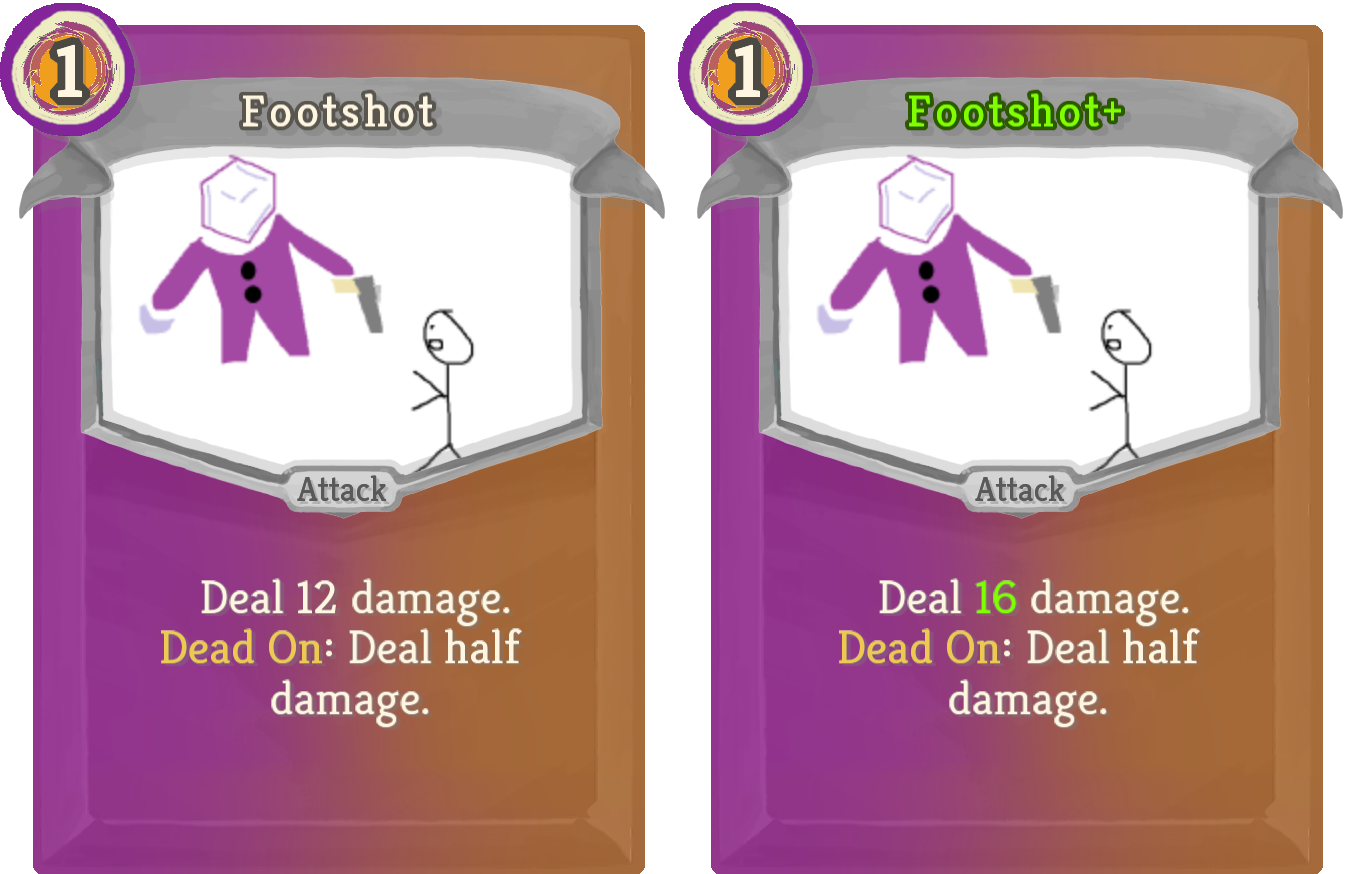 1
Footshot
Attack
Deal 12 damage.
Dead On: Deal half
damage.
1
Footshot+
Attack
Deal 16 damage.
Dead On: Deal half
damage.